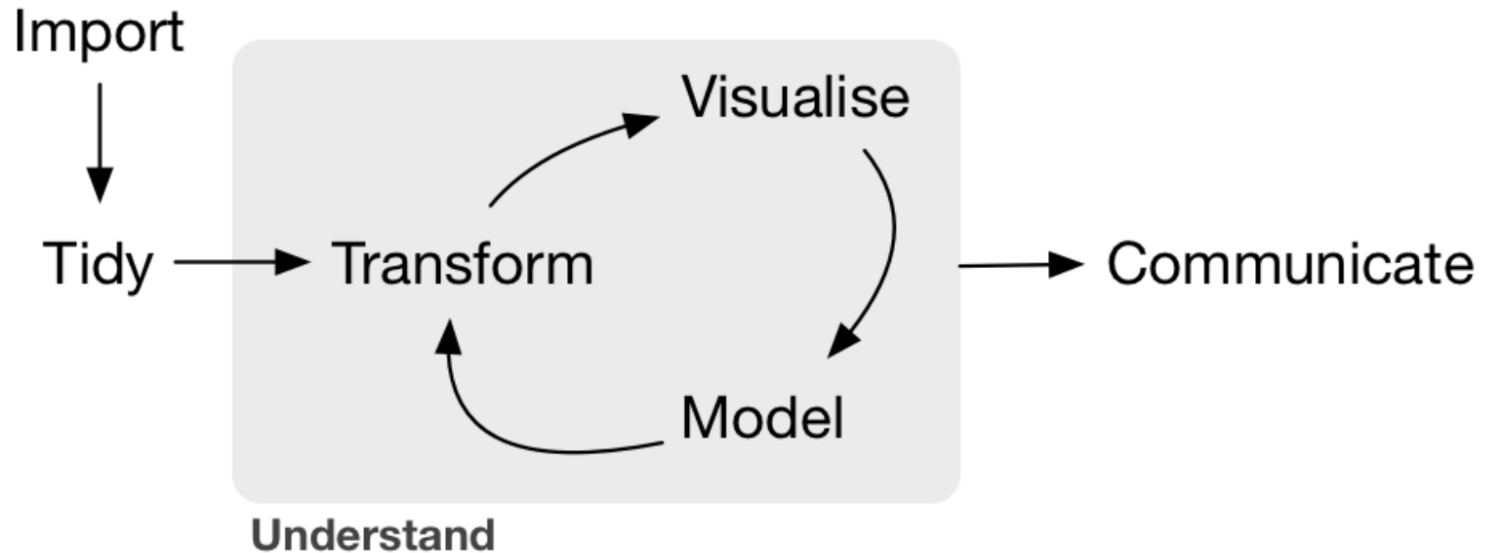 Import
Visualise
Tidy
Transform
Communicate
Model
Understand